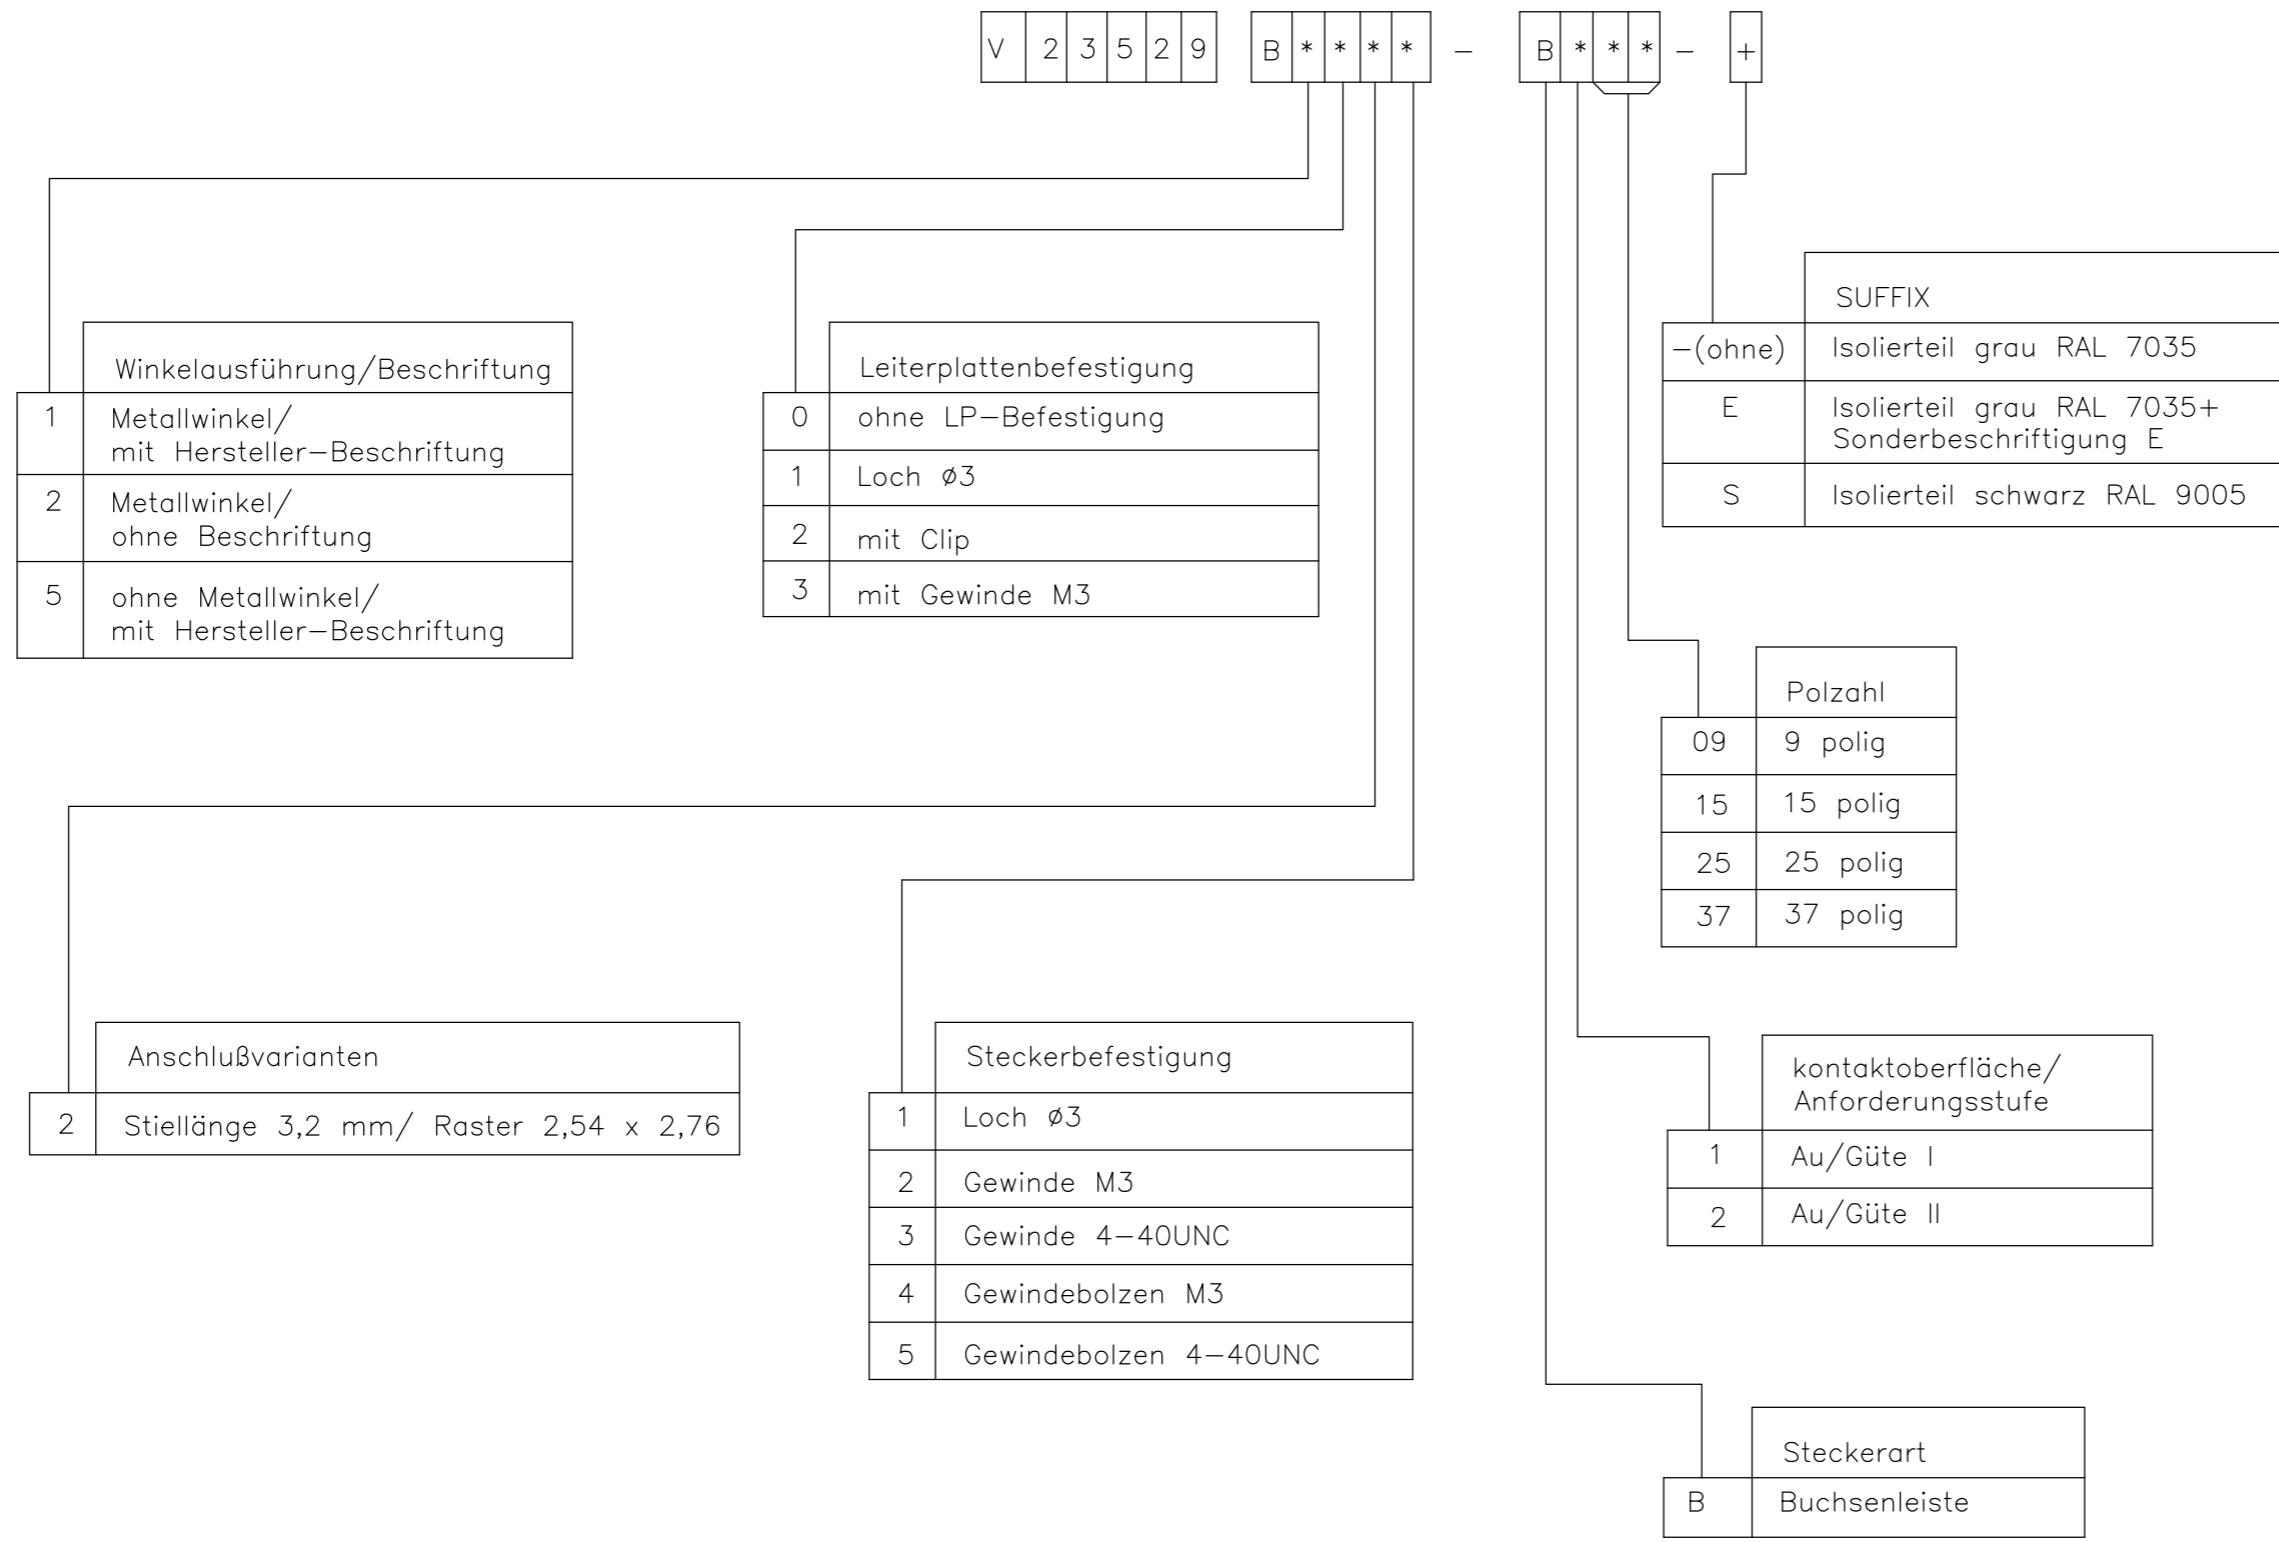 V 2 3 5 2 9 B * * * * - B * * * - +
SUFFIX
-(ohne) Isolierteil grau RAL 7035
E Isolierteil grau RAL 7035+
Sonderbeschriftigung E
S Isolierteil schwarz RAL 9005
Winkelausführung/Beschriftung
1 Metallwinkel/
mit Hersteller-Beschriftung
2 Metallwinkel/
ohne Beschriftung
5 ohne Metallwinkel/
mit Hersteller-Beschriftung
Leiterplattenbefestigung
0 ohne LP-Befestigung
1 Loch ø3
2 mit Clip
3 mit Gewinde M3
Polzahl
09 9 polig
15 15 polig
25 25 polig
37 37 polig
Anschlußvarianten
2 Stiellänge 3,2 mm/ Raster 2,54 x 2,76
Steckerbefestigung
1 Loch ø3
2 Gewinde M3
3 Gewinde 4-40UNC
4 Gewindebolzen M3
5 Gewindebolzen 4-40UNC
kontaktoberfläche/
Anforderungsstufe
1 Au/Güte I
2 Au/Güte II
Steckerart
B Buchsenleiste